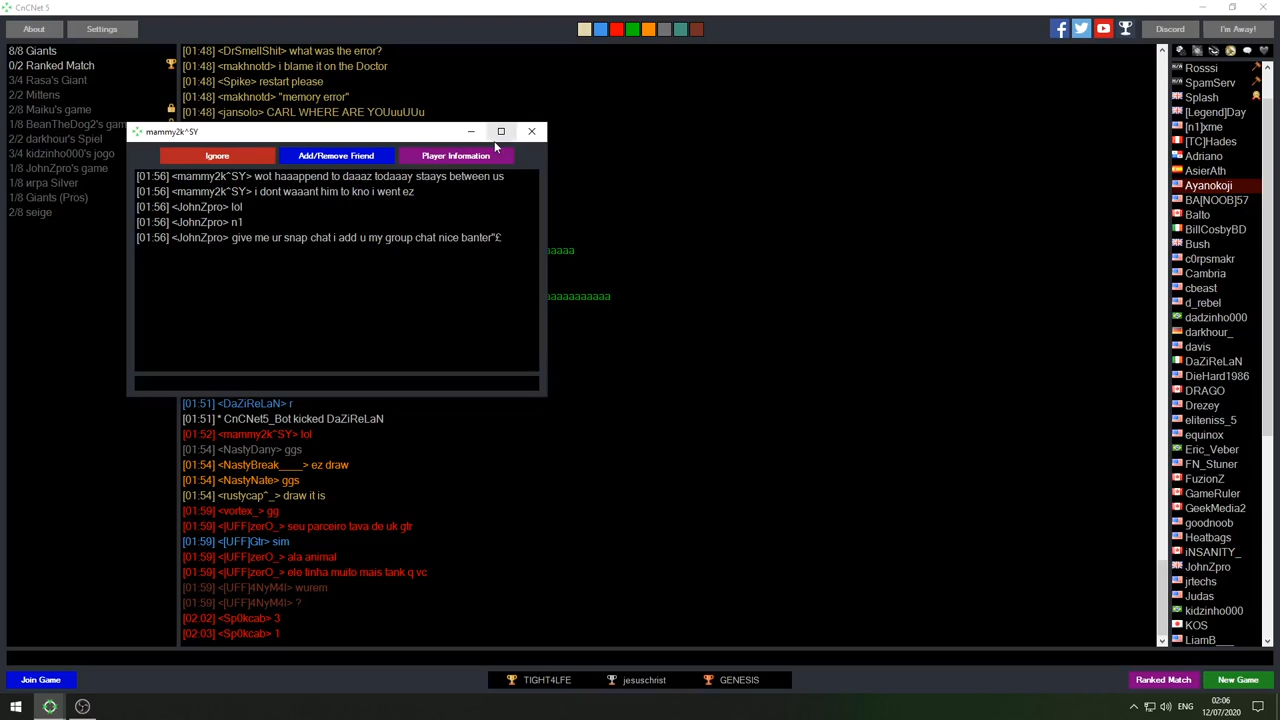 CnCNet 5
About
Settings
Discord
I'm Away!
8/8 Giants
0/2 Ranked Match
3/4 Rasa's Giant
2/2 Mittens
8/8 Maiku's game
1/8 BeanTheDog2's gam
2/2 darkhour's Spiel
3/4 kidzinho000's jogo
1/8 JohnZpro's game
1/8 игра Silver
1/8 Giants (Pros)
2/8 seige
[01:48] <DrSmellShit> what was the error?
[01:48] <makhnotd> i blame it on the Doctor
[01:48] <Spike> restart please
[01:48] <makhnotd> "memory error"
[01:48] <jansolo> CARL WHERE ARE YOUuuUUu
mammy2k^SY
Ignore
Add/Remove Friend
Player Information
[01:56] <mammy2k^SY> wot haaappend to daaaz todaaay staays between us
[01:56] <mammy2k^SY> i dont waaant him to kno i went ez
[01:56] <JohnZpro> lol
[01:56] <JohnZpro> n1
[01:56] <JohnZpro> give me ur snap chat i add u my group chat nice banter"£
aaaaa
aaaaaaaaaaa
[01:51] <DaZiReLaN> r
[01:51] * CnCNet5_Bot kicked DaZiReLaN
[01:52] <mammy2k^SY> lol
[01:54] <NastyDany> ggs
[01:54] <NastyBreak____> ez draw
[01:54] <NastyNate> ggs
[01:54] <rustycap^_> draw it is
[01:59] <vortex_> gg
[01:59] <[UFF]zerO_> seu parceiro tava de uk gtr
[01:59] <[UFF]Gtr> sim
[01:59] <[UFF]zerO_> ala animal
[01:59] <[UFF]zerO_> ele tinha muito mais tank q vc
[01:59] <[UFF]4NyM4l> wurem
[01:59] <[UFF]4NyM4l> ?
[02:02] <Sp0kcab> 3
[02:03] <Sp0kcab> 1
Rosssi
SpamServ
Splash
[Legend]Day
[n1]xme
[TC]Hades
Adriano
AsierAth
Ayanokoji
BA[NOOB]57
Balto
BillCosbyBD
Bush
c0rpsmakr
Cambria
cbeast
d_rebel
dadzinho000
darkhour_
davis
DaZiReLaN
DieHard1986
DRAGO
Drezey
eliteniss_5
equinox
Eric_Veber
FN_Stuner
FuzionZ
GameRuler
GeekMedia2
goodnoob
Heatbags
iNSANITY_
JohnZpro
jrtechs
Judas
kidzinho000
KOS
LiamB___
Join Game
TIGHT4LFE
jesuschrist
GENESIS
Ranked Match
New Game
ENG
02:06
12/07/2020